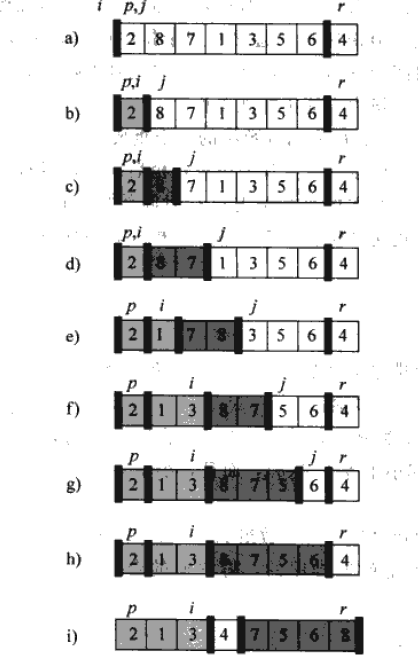 i p,j r
a) 2 8 7 1 3 5 6 4
p,i j r
b) 2 8 7 1 3 5 6 4
p,i j r
c) 2 8 7 1 3 5 6 4
p,i j r
d) 2 8 7 1 3 5 6 4
p i j r
e) 2 1 7 8 3 5 6 4
p i j r
f) 2 1 3 8 7 5 6 4
p i j r
g) 2 1 3 8 7 5 6 4
p i r
h) 2 1 3 8 7 5 6 4
p i r
i) 2 1 3 4 7 5 6 8